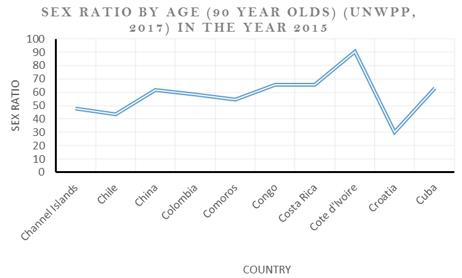 SEX RATIO BY AGE (90 YEAR OLDS) (UNWPP,
2017) IN THE YEAR 2015
SEX RATIO
100
90
80
70
60
50
40
30
20
10
0
Channel Islands
Chile
China
Colombia
Comoros
Congo
Costa Rica
Cote d'Ivoire
Croatia
Cuba
COUNTRY